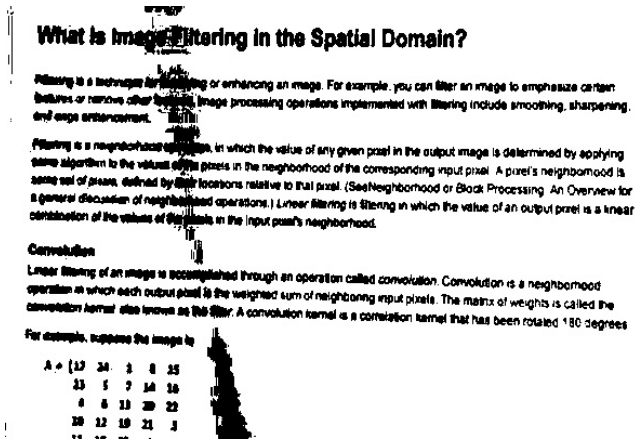 What Is Image Filtering in the Spatial Domain?
Filtering is a technique for or enhancing an image. For example, you can filter an image to emphasize certain
features or remove other features. Image processing operations implemented with filtering include smoothing, sharpening,
and edge enhancement.
Filtering is a neighborhood operation, in which the value of any given pixel in the output image is determined by applying
some algorithm to the values of the pixels in the neighborhood of the corresponding input pixel. A pixel's neighborhood is
some set of pixels, defined by their locations relative to that pixel. (SeeNeighborhood or Block Processing: An Overview for
a general discussion of neighborhood operations.) Linear filtering is filtering in which the value of an output pixel is a linear
combination of the values of the pixels in the input pixel's neighborhood.
Convolution
Linear filtering of an image is accomplished through an operation called convolution. Convolution is a neighborhood
operation in which each output pixel is the weighted sum of neighboring input pixels. The matrix of weights is called the
convolution kernel, also known as the filter. A convolution kernel is a correlation kernel that has been rotated 180 degrees
For example, suppose the image is
A = [17 24 1 8 15
23 5 7 14 16
4 6 13 20 22
10 12 19 21 3